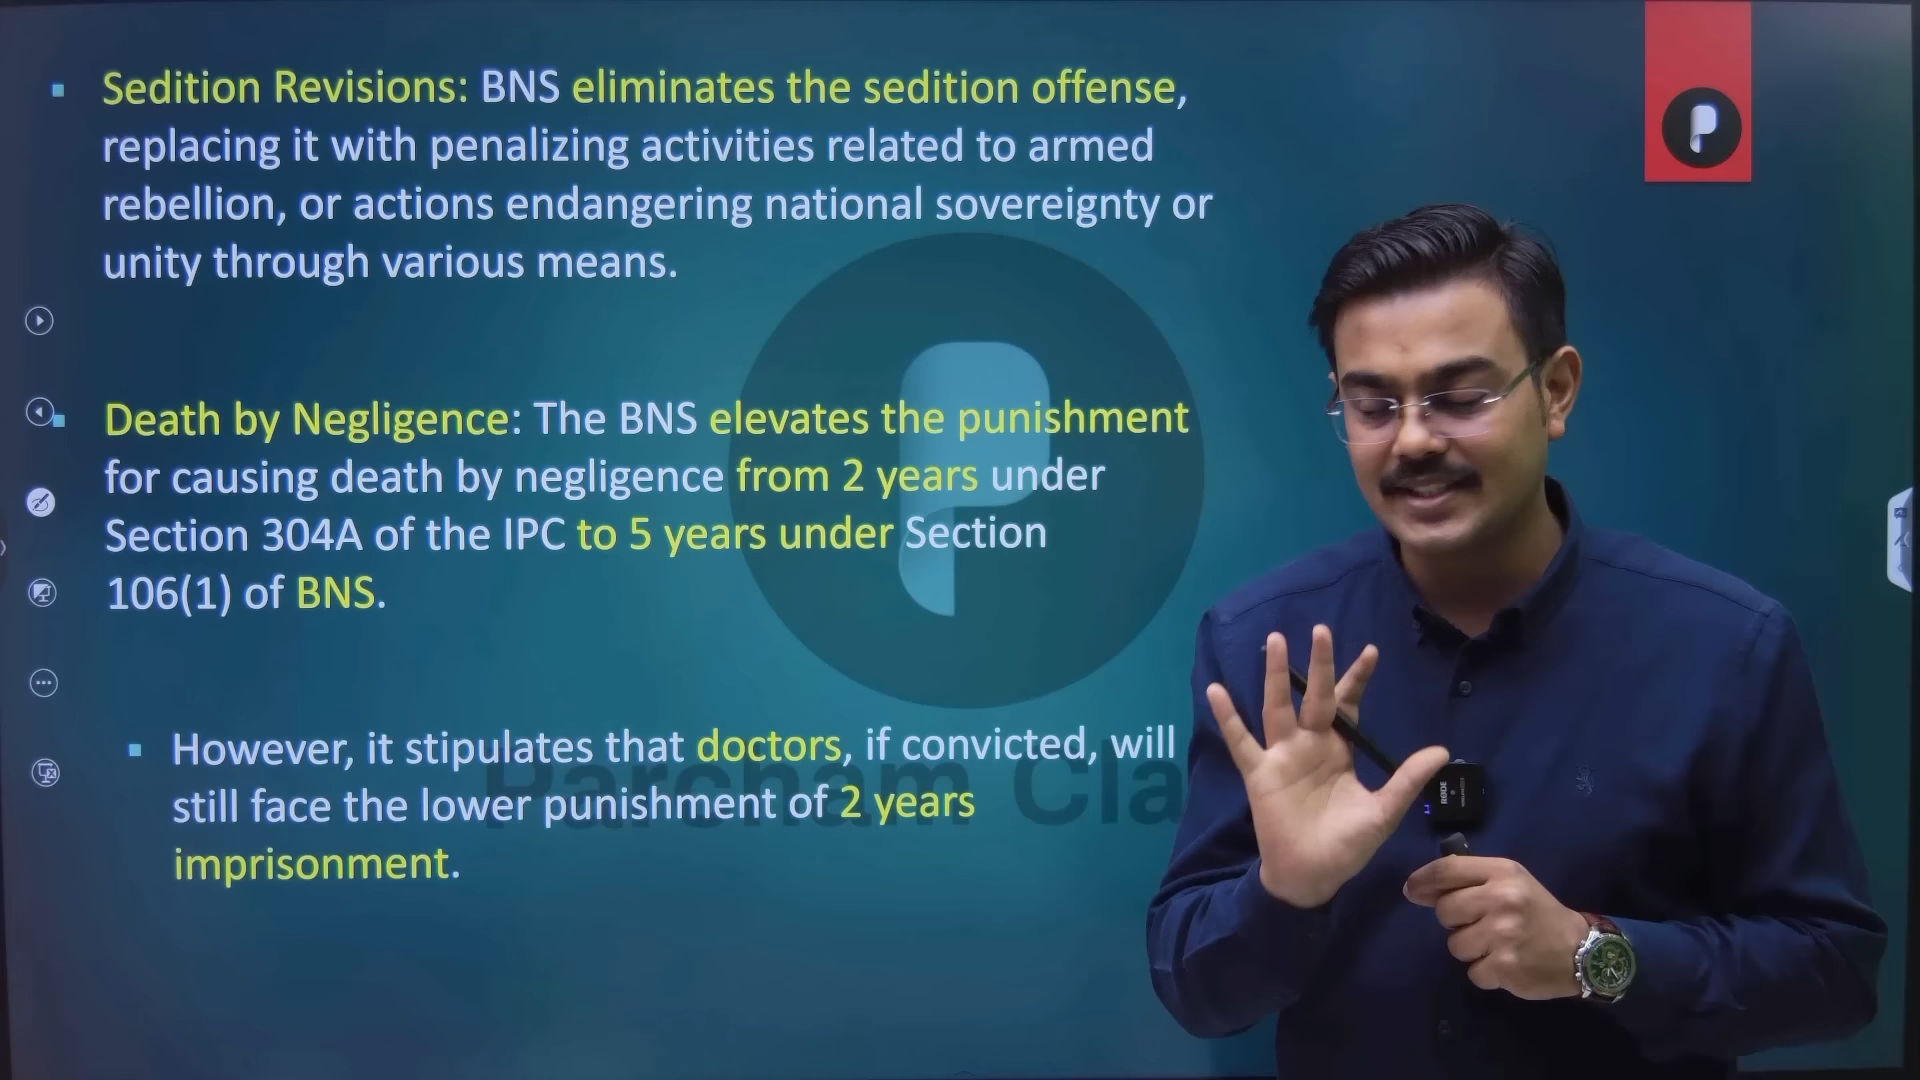 Sedition Revisions: BNS eliminates the sedition offense,
replacing it with penalizing activities related to armed
rebellion, or actions endangering national sovereignty or
unity through various means.
Death by Negligence: The BNS elevates the punishment
for causing death by negligence from 2 years under
Section 304A of the IPC to 5 years under Section
106(1) of BNS.
However, it stipulates that doctors, if convicted, will
still face the lower punishment of 2 years
imprisonment.
Parcham Cla
RØDE